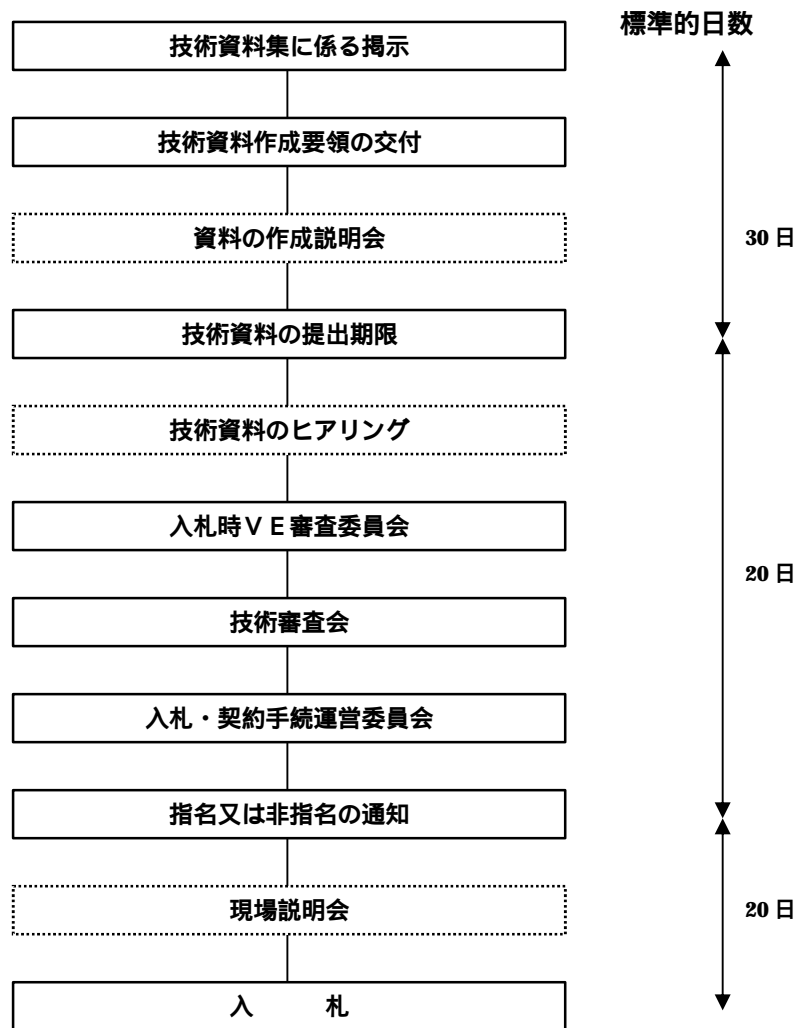 標準的日数
技術資料集に係る掲示
技術資料作成要領の交付
資料の作成説明会
30 日
技術資料の提出期限
技術資料のヒアリング
入札時ＶＥ審査委員会
20 日
技術審査会
入札・契約手続運営委員会
指名又は非指名の通知
現場説明会
20 日
入　　　札